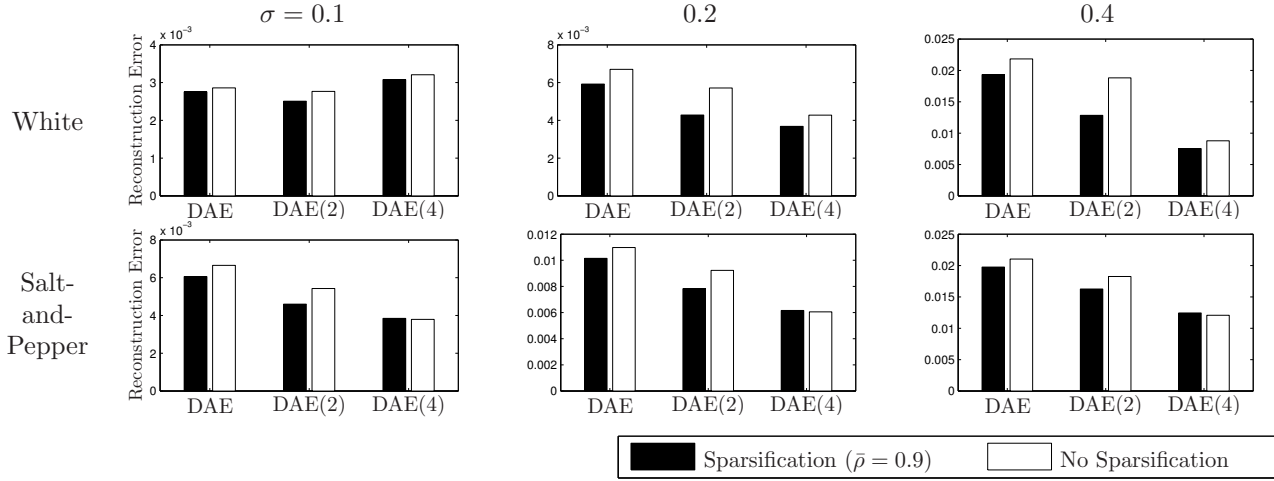 σ = 0.1 0.2 0.4
White
Reconstruction Error
x 10⁻³
4
3
2
1
0
DAE DAE(2) DAE(4)
x 10⁻³
8
6
4
2
0
DAE DAE(2) DAE(4)
0.025
0.02
0.015
0.01
0.005
0
DAE DAE(2) DAE(4)
Salt-
and-
Pepper
Reconstruction Error
x 10⁻³
8
6
4
2
0
DAE DAE(2) DAE(4)
0.012
0.01
0.008
0.006
0.004
0.002
0
DAE DAE(2) DAE(4)
0.025
0.02
0.015
0.01
0.005
0
DAE DAE(2) DAE(4)
Sparsification (ρ̄ = 0.9) No Sparsification